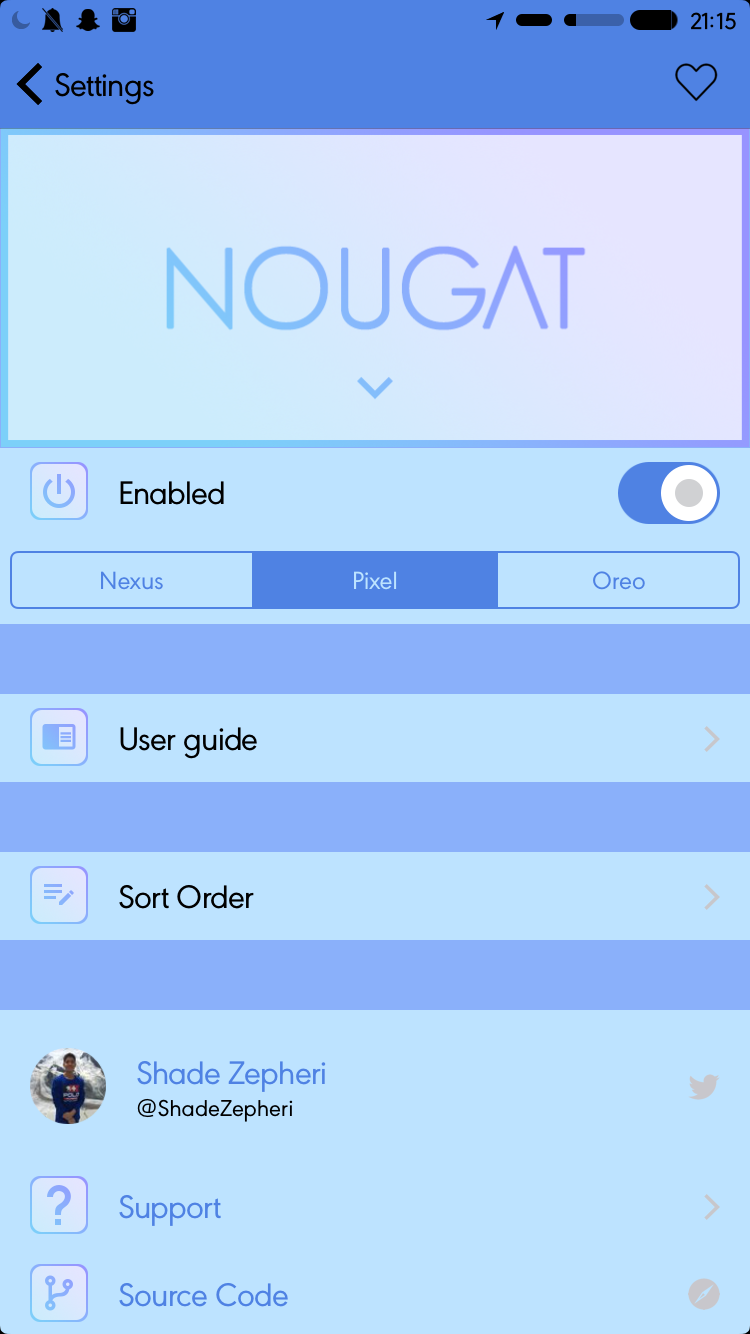 21:15
Settings
NOUGAT
Enabled
Nexus Pixel Oreo
User guide
Sort Order
Shade Zepheri
@ShadeZepheri
Support
Source Code